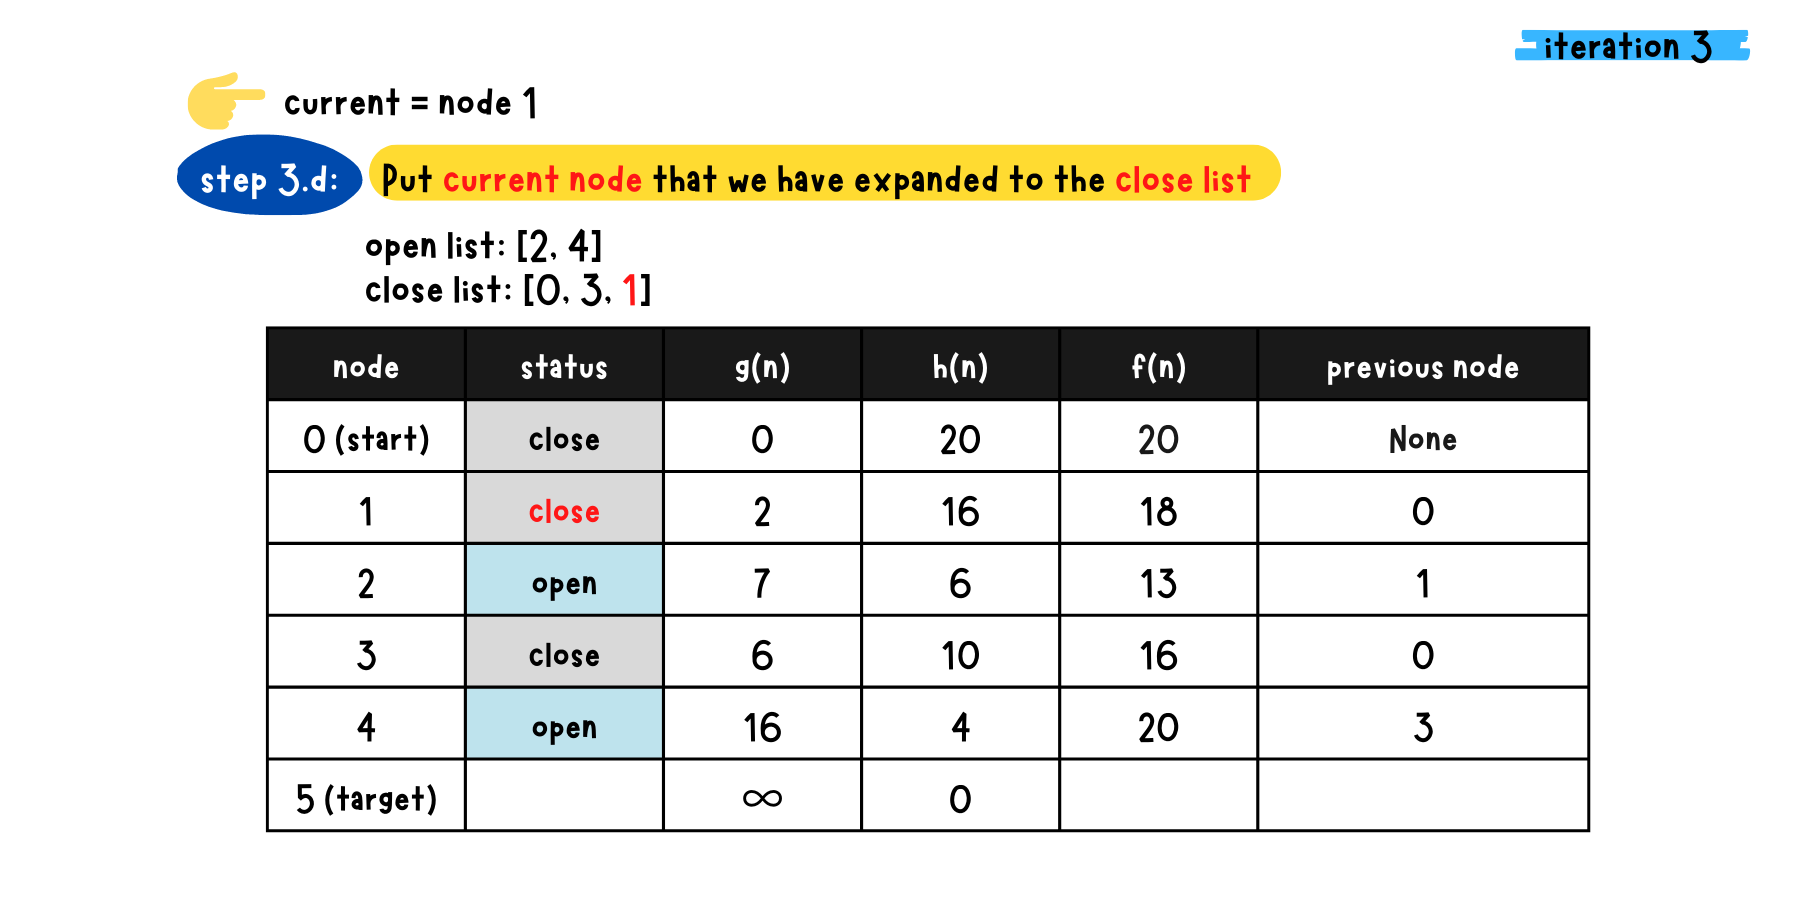 iteration 3
current = node 1
step 3.d: Put current node that we have expanded to the close list
open list: [2, 4]
close list: [0, 3, 1]
node status g(n) h(n) f(n) previous node
0 (start) close 0 20 20 None
1 close 2 16 18 0
2 open 7 6 13 1
3 close 6 10 16 0
4 open 16 4 20 3
5 (target) ∞ 0